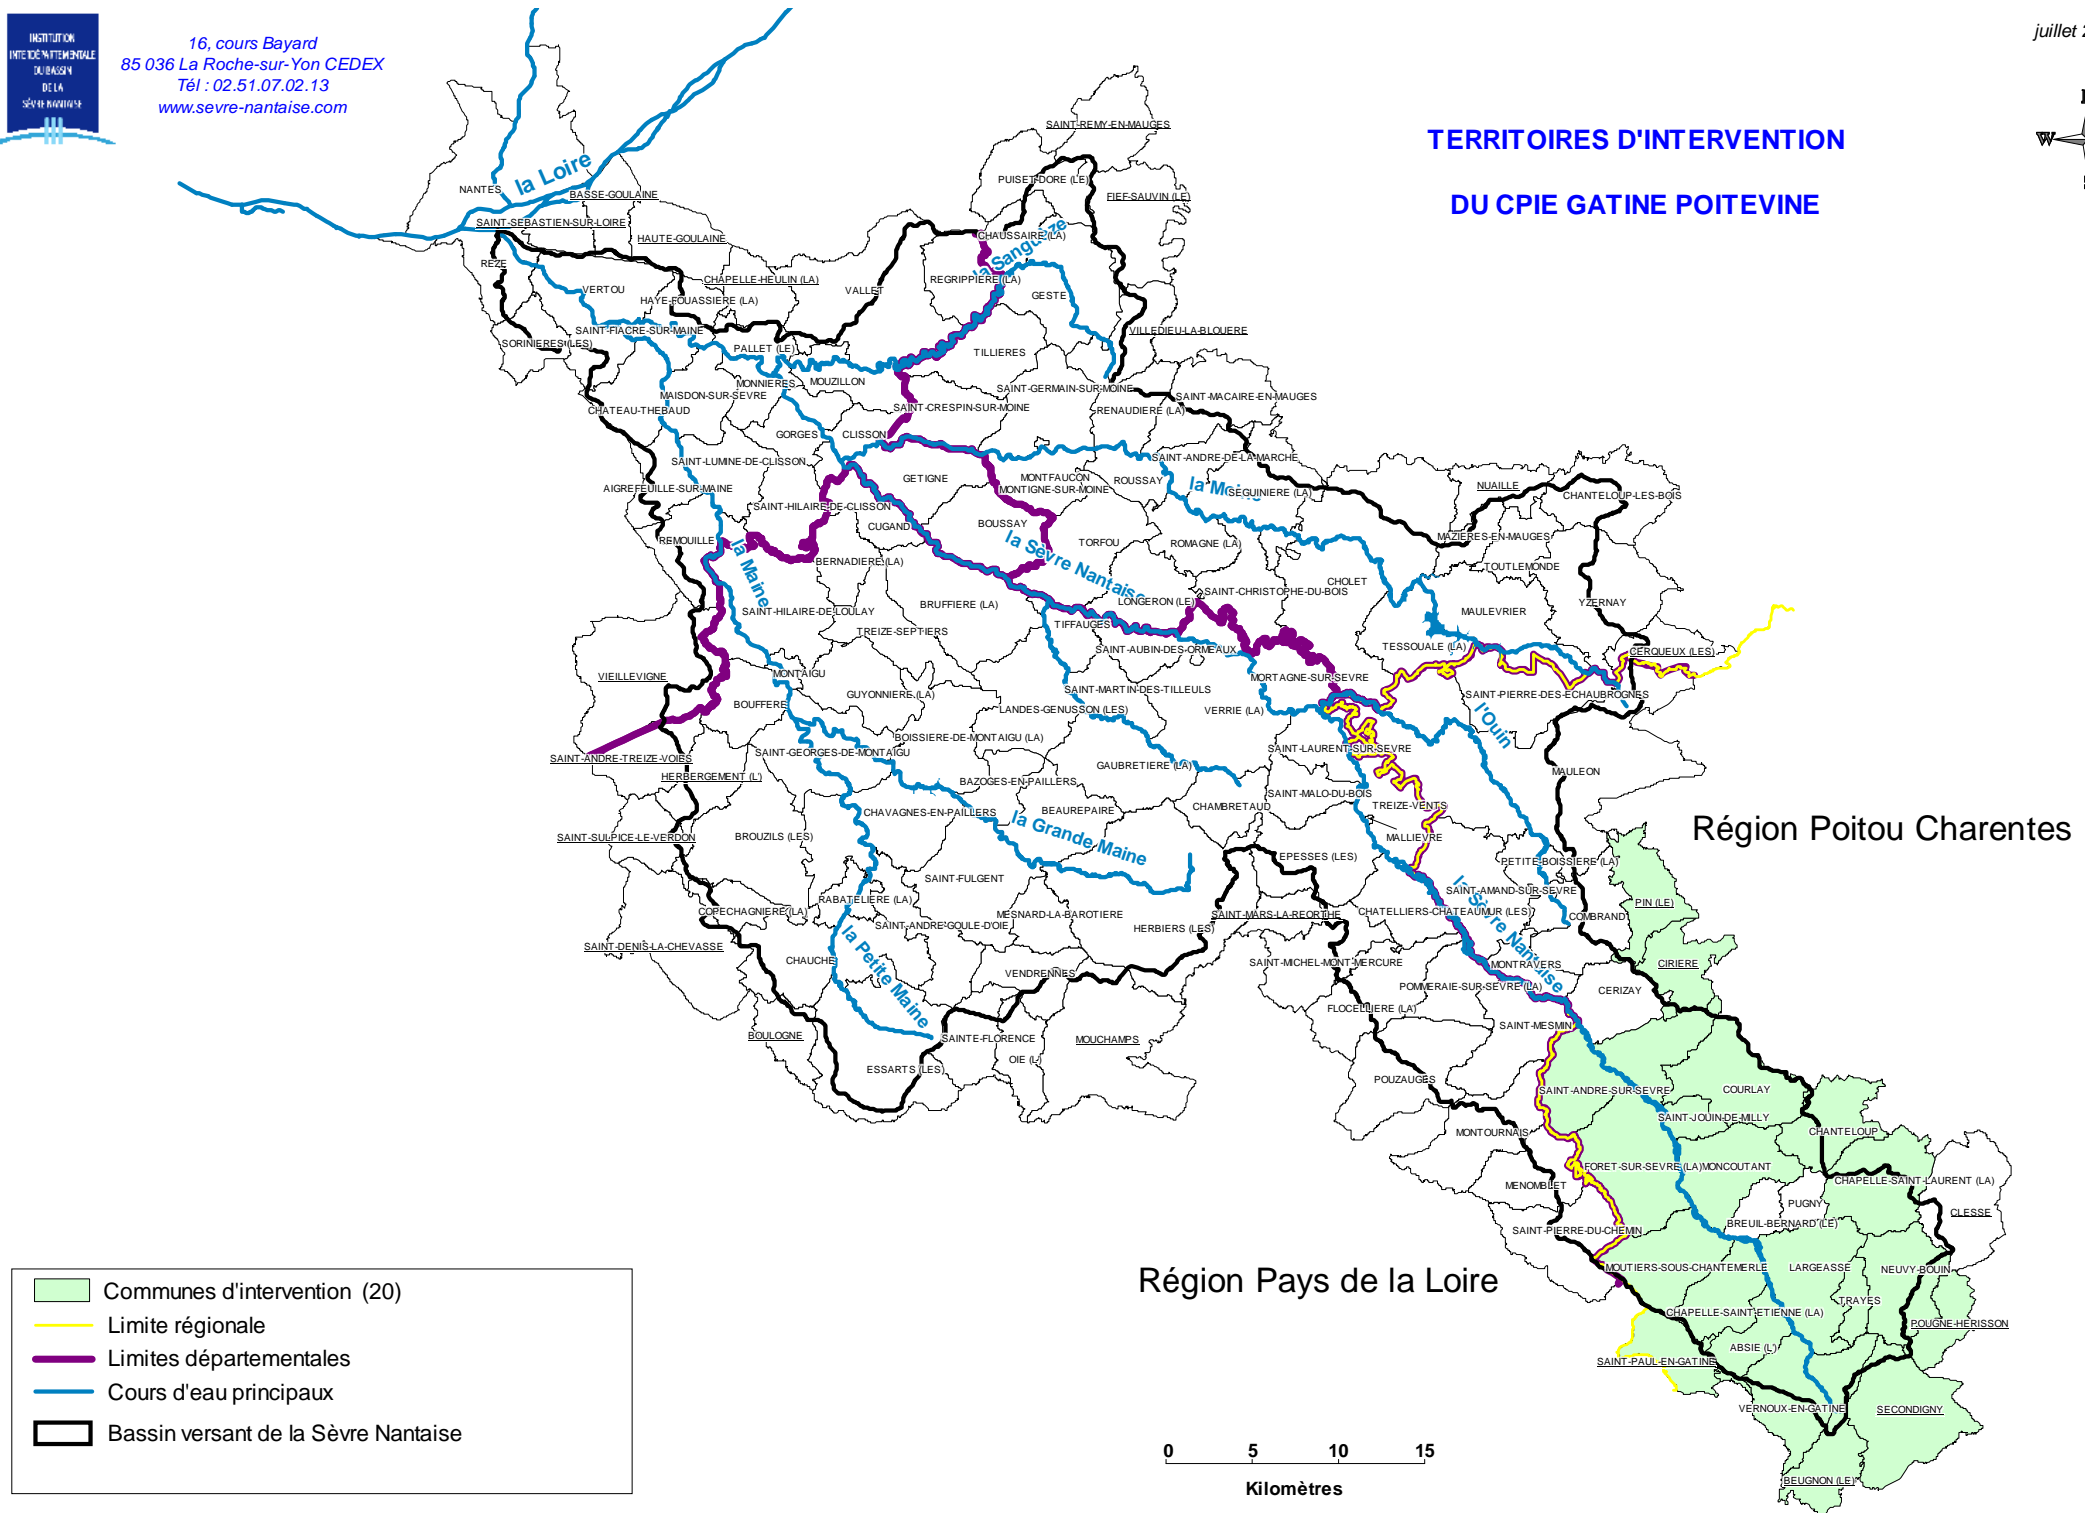 INSTITUTION
INTERDÉPARTEMENTALE
DU BASSIN
DE LA
SÈVRE NANTAISE
16, cours Bayard
85 036 La Roche-sur-Yon CEDEX
Tél : 02.51.07.02.13
www.sevre-nantaise.com
juillet
W
TERRITOIRES D'INTERVENTION
DU CPIE GATINE POITEVINE
SAINT-REMY-EN-MAUGES
PUISET-DORE (LE)
FIEF-SAUVIN (LE)
NANTES
la Loire
BASSE-GOULAINE
SAINT-SEBASTIEN-SUR-LOIRE
HAUTE-GOULAINE
CHAUSSAIRE (LA)
la Sanguèze
REZE
CHAPELLE-HEULIN (LA)
REGRIPPIERE (LA)
VERTOU
VALLET
GESTE
HAYE-FOUASSIERE (LA)
SAINT-FIACRE-SUR-MAINE
VILLEDIEU-LA-BLOUERE
SORINIERES (LES)
PALLET (LE)
TILLIERES
MONNIERES
MOUZILLON
SAINT-GERMAIN-SUR-MOINE
MAISDON-SUR-SEVRE
SAINT-MACAIRE-EN-MAUGES
CHATEAU-THEBAUD
SAINT-CRESPIN-SUR-MOINE
RENAUDIERE (LA)
GORGES
CLISSON
SAINT-LUMINE-DE-CLISSON
SAINT-ANDRE-DE-LA-MARCHE
GETIGNE
MONTFAUCON
ROUSSAY
AIGREFEUILLE-SUR-MAINE
MONTIGNE-SUR-MOINE
la Moine
SEGUINIERE (LA)
NUAILLE
CHANTELOUP-LES-BOIS
SAINT-HILAIRE-DE-CLISSON
CUGAND
BOUSSAY
REMOUILLE
la Sèvre Nantaise
TORFOU
ROMAGNE (LA)
MAZIERES-EN-MAUGES
la Maine
BERNADIERE (LA)
TOUTLEMONDE
CHOLET
SAINT-CHRISTOPHE-DU-BOIS
LONGERON (LE)
YZERNAY
BRUFFIERE (LA)
SAINT-HILAIRE-DE-LOULAY
MAULEVRIER
TIFFAUGES
TREIZE-SEPTIERS
SAINT-AUBIN-DES-ORMEAUX
TESSOUALE (LA)
CERQUEUX (LES)
VIEILLEVIGNE
MONTAIGU
MORTAGNE-SUR-SEVRE
GUYONNIERE (LA)
SAINT-MARTIN-DES-TILLEULS
SAINT-PIERRE-DES-ECHAUBROGNES
BOUFFERE
LANDES-GENUSSON (LES)
VERRIE (LA)
l'Ouin
BOISSIERE-DE-MONTAIGU (LA)
SAINT-GEORGES-DE-MONTAIGU
SAINT-LAURENT-SUR-SEVRE
SAINT-ANDRE-TREIZE-VOIES
GAUBRETIERE (LA)
MAULEON
HERBERGEMENT (L')
BAZOGES-EN-PAILLERS
SAINT-MALO-DU-BOIS
CHAVAGNES-EN-PAILLERS
BEAUREPAIRE
CHAMBRETAUD
TREIZE-VENTS
la Grande Maine
Région Poitou Charentes
SAINT-SULPICE-LE-VERDON
BROUZILS (LES)
MALLIEVRE
EPESSES (LES)
PETITE-BOISSIERE (LA)
SAINT-FULGENT
la Sèvre Nantaise
SAINT-AMAND-SUR-SEVRE
RABATELIERE (LA)
PIN (LE)
COPECHAGNIERE (LA)
MESNARD-LA-BAROTIERE
SAINT-MARS-LA-REORTHE
CHATELLIERS-CHATEAUMUR (LES)
COMBRAND
SAINT-ANDRE-GOULE-D'OIE
HERBIERS (LES)
SAINT-DENIS-LA-CHEVASSE
la Petite Maine
CHAUCHE
SAINT-MICHEL-MONT-MERCURE
MONTRAVERS
CIRIERE
VENDRENNES
POMMERAIE-SUR-SEVRE (LA)
CERIZAY
FLOCELLIERE (LA)
SAINT-MESMIN
BOULOGNE
SAINTE-FLORENCE
MOUCHAMPS
OIE (L')
ESSARTS (LES)
POUZAUGES
SAINT-ANDRE-SUR-SEVRE
COURLAY
SAINT-JOUIN-DE-MILLY
MONTOURNAIS
CHANTELOUP
FORET-SUR-SEVRE (LA)
MONCOUTANT
MENOMBLET
CHAPELLE-SAINT-LAURENT (LA)
PUGNY
CLESSE
SAINT-PIERRE-DU-CHEMIN
BREUIL-BERNARD (LE)
MOUTIERS-SOUS-CHANTEMERLE
LARGEASSE
NEUVY-BOUIN
Région Pays de la Loire
TRAYES
CHAPELLE-SAINT-ETIENNE (LA)
POUGNE-HERISSON
ABSIE (L')
SAINT-PAUL-EN-GATINE
VERNOUX-EN-GATINE
SECONDIGNY
BEUGNON (LE)
Communes d'intervention (20)
Limite régionale
Limites départementales
Cours d'eau principaux
Bassin versant de la Sèvre Nantaise
0 5 10 15
Kilomètres